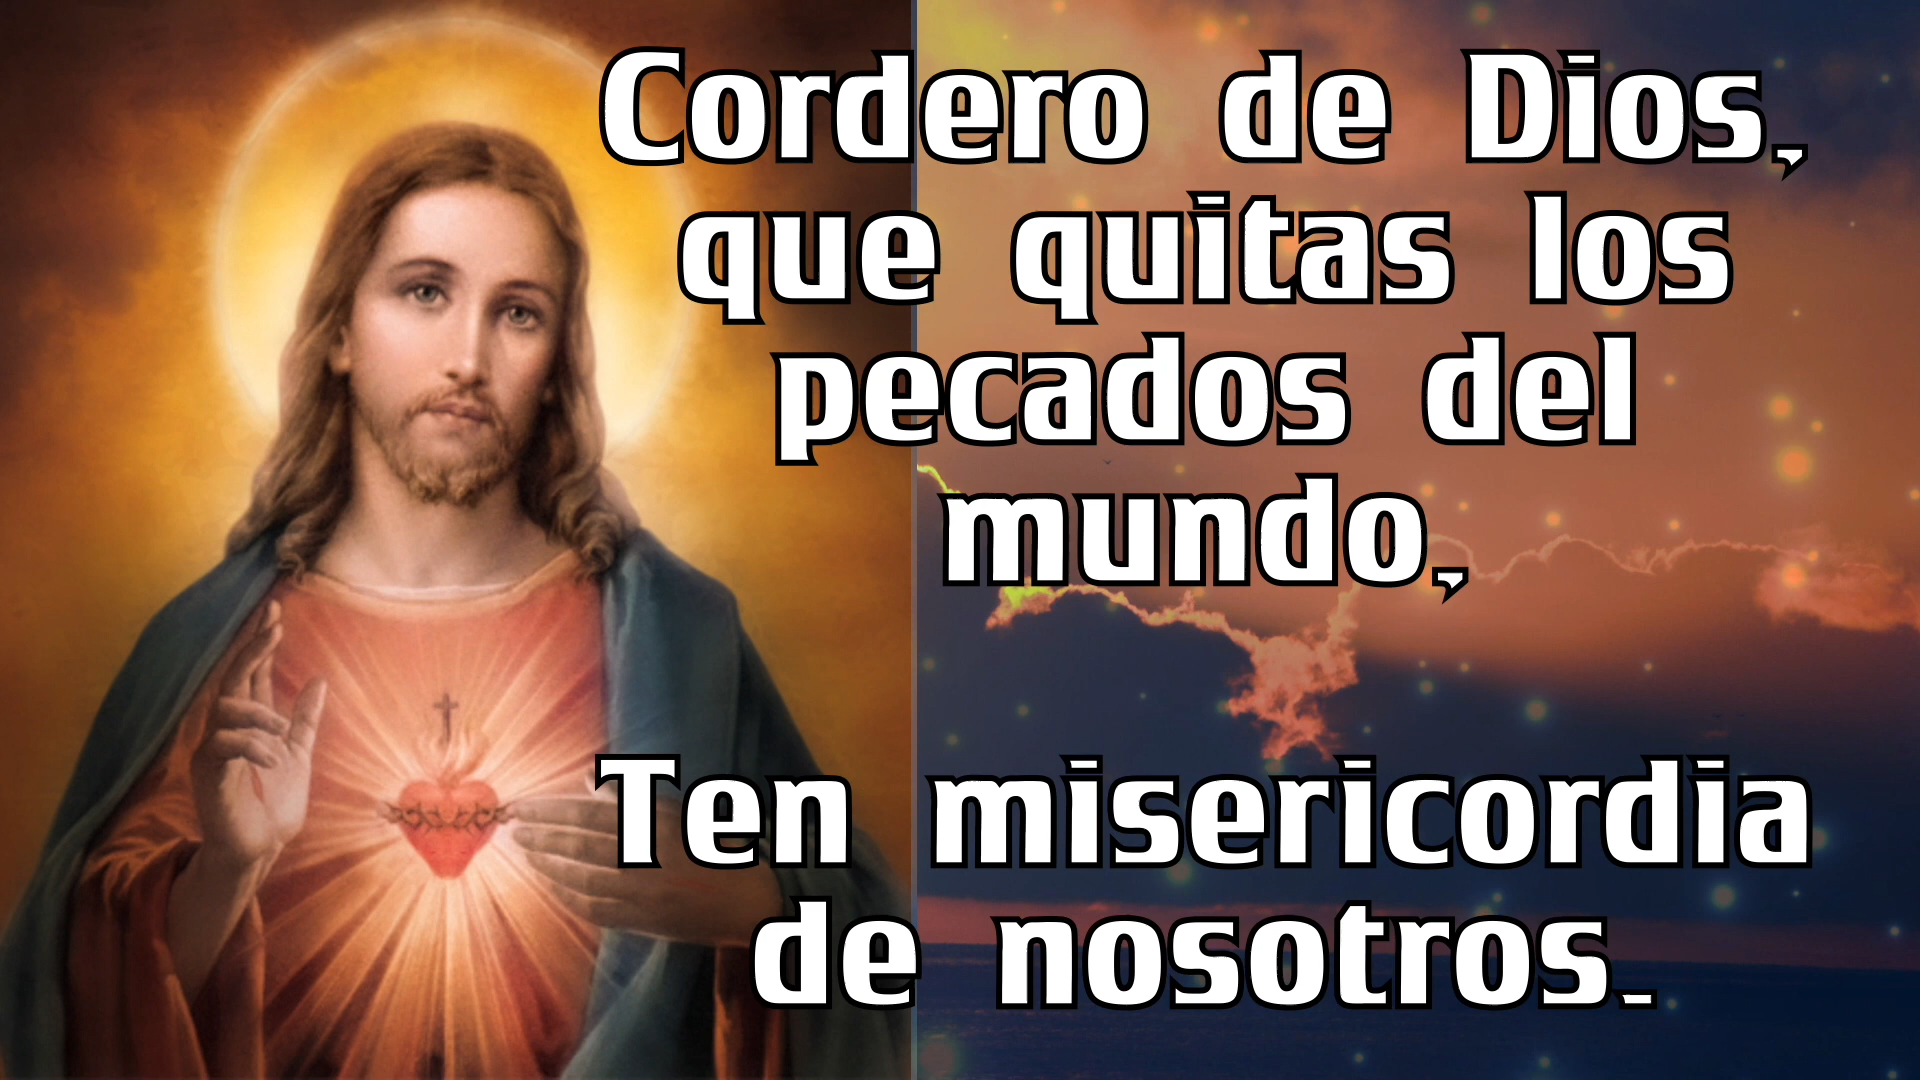 Cordero de Dios,
que quitas los
pecados del
mundo,
Ten misericordia
de nosotros.